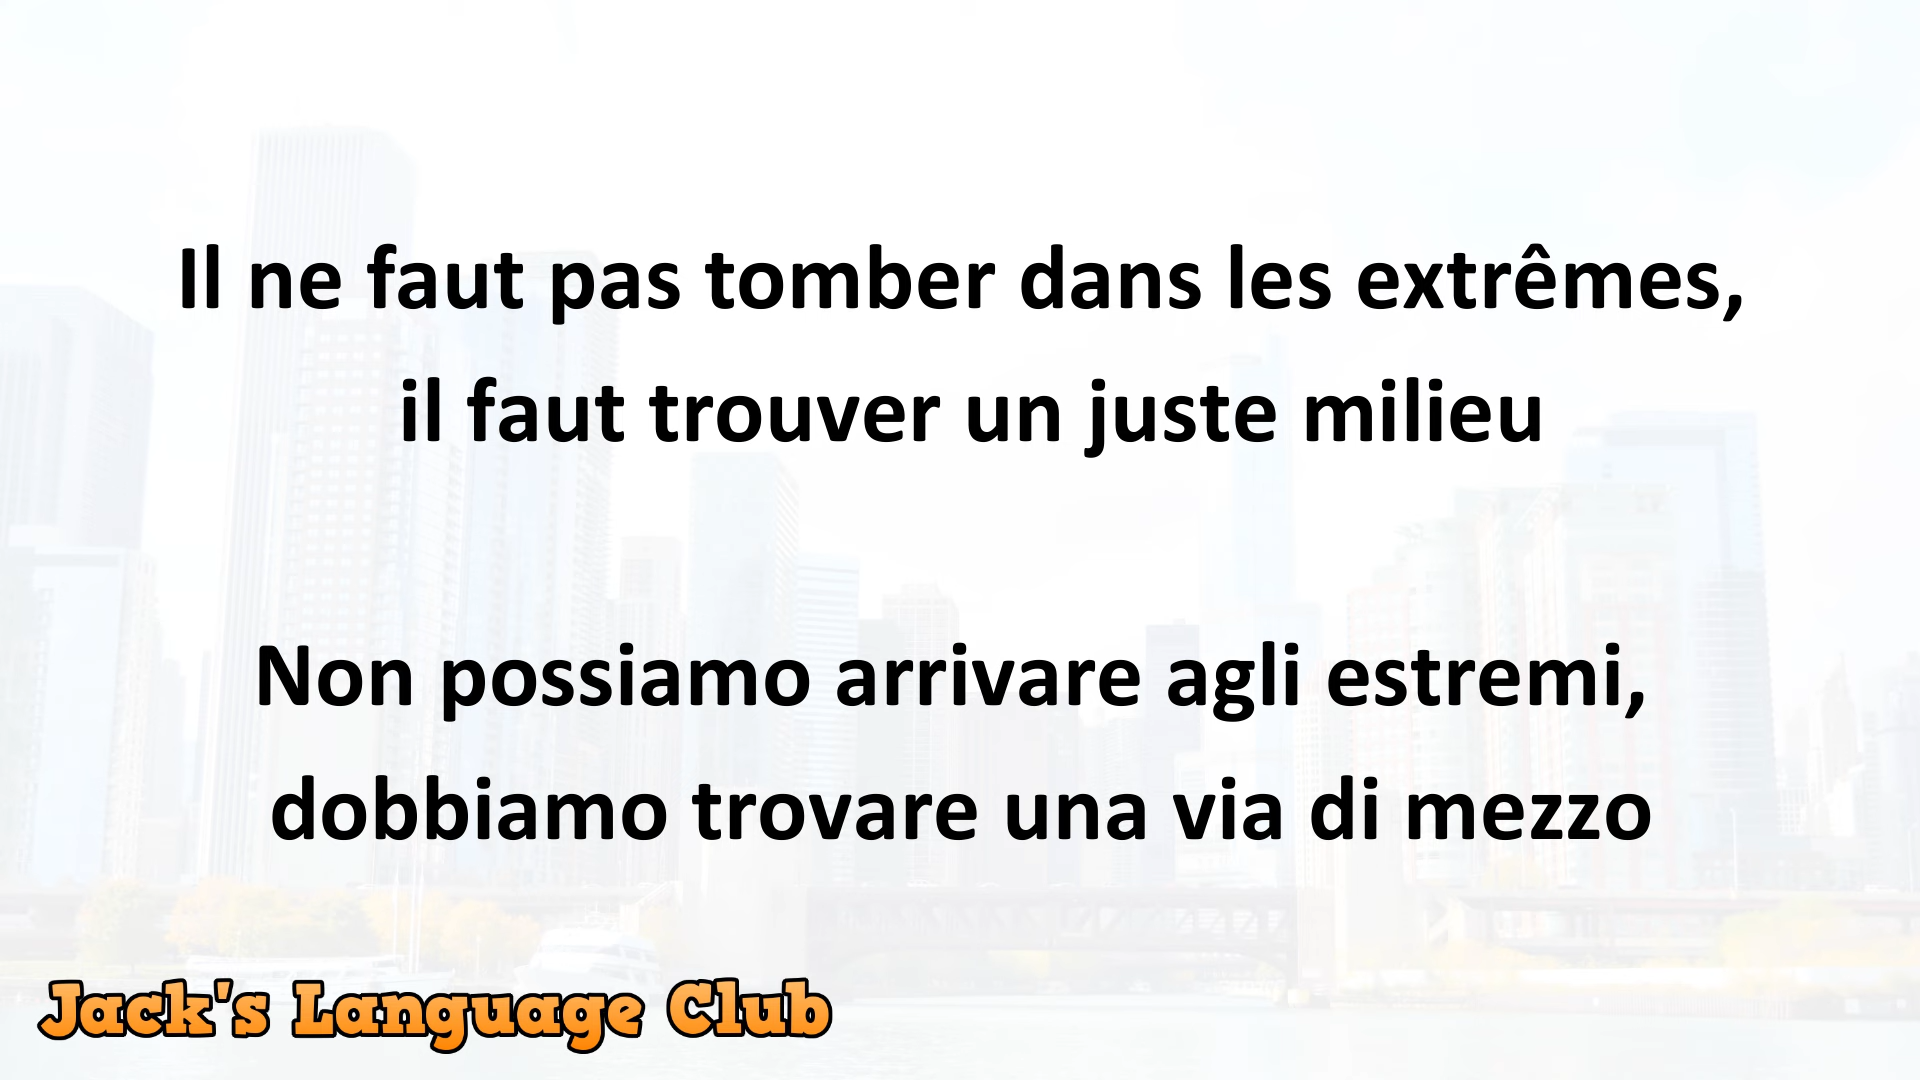 Il ne faut pas tomber dans les extrêmes,
il faut trouver un juste milieu
Non possiamo arrivare agli estremi,
dobbiamo trovare una via di mezzo
Jack's Language Club